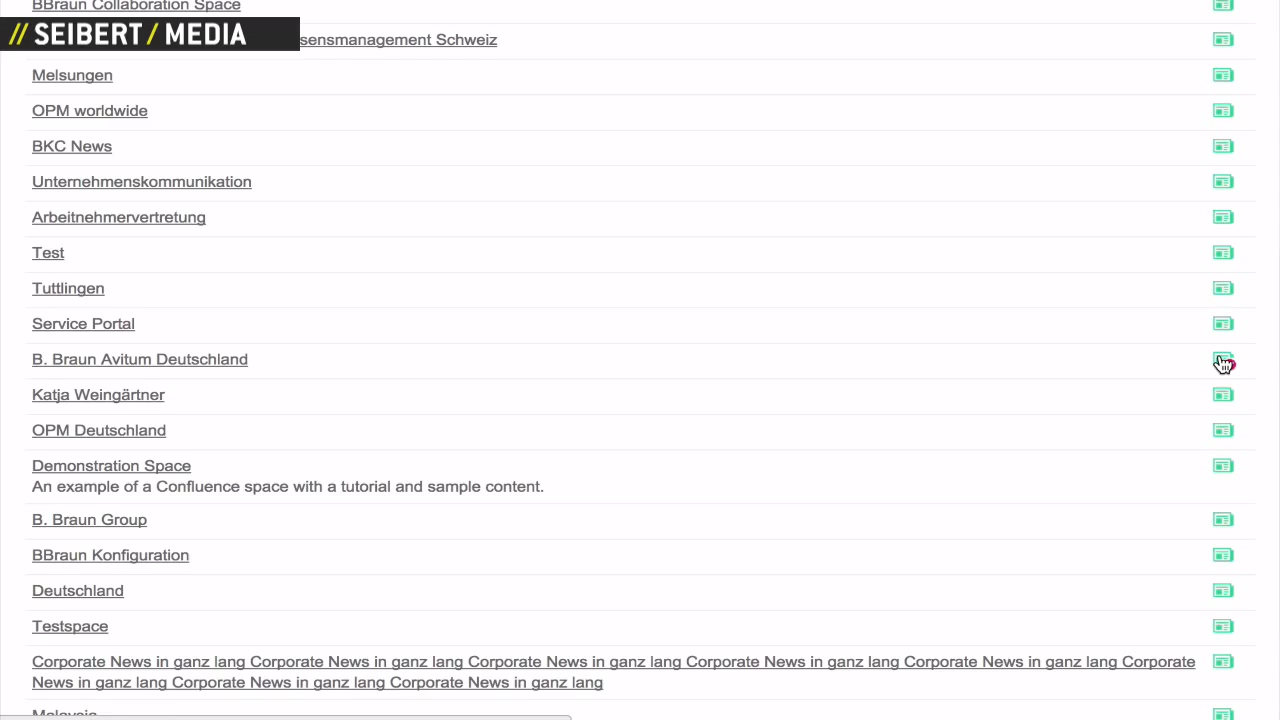 BBraun Collaboration Space
// SEIBERT / MEDIA
sensmanagement Schweiz
Melsungen
OPM worldwide
BKC News
Unternehmenskommunikation
Arbeitnehmervertretung
Test
Tuttlingen
Service Portal
B. Braun Avitum Deutschland
Katja Weingärtner
OPM Deutschland
Demonstration Space
An example of a Confluence space with a tutorial and sample content.
B. Braun Group
BBraun Konfiguration
Deutschland
Testspace
Corporate News in ganz lang Corporate News in ganz lang Corporate News in ganz lang Corporate News in ganz lang Corporate News in ganz lang Corporate
News in ganz lang Corporate News in ganz lang Corporate News in ganz lang
Malaysia